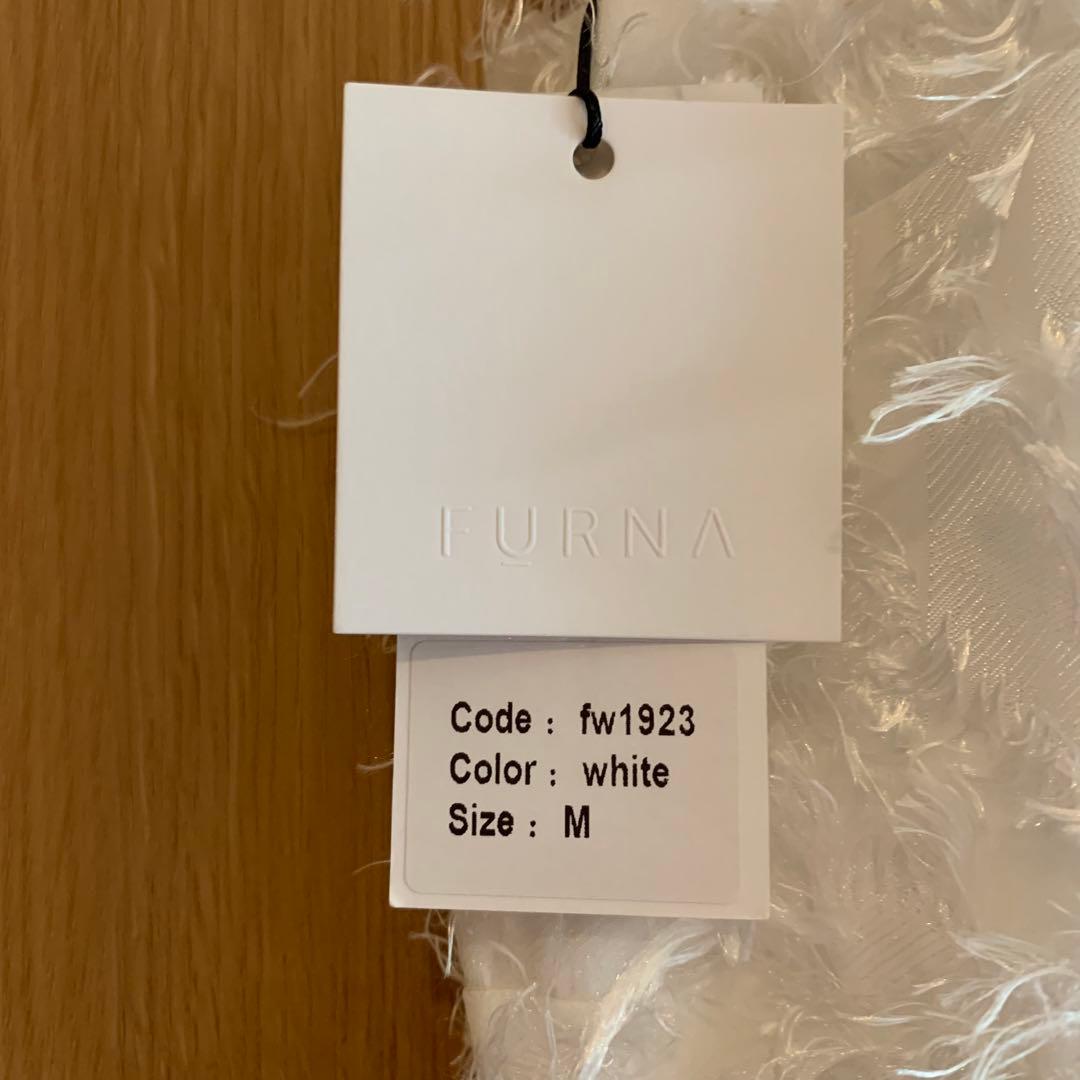 FURNA
Code : fw1923
Color : white
Size : M